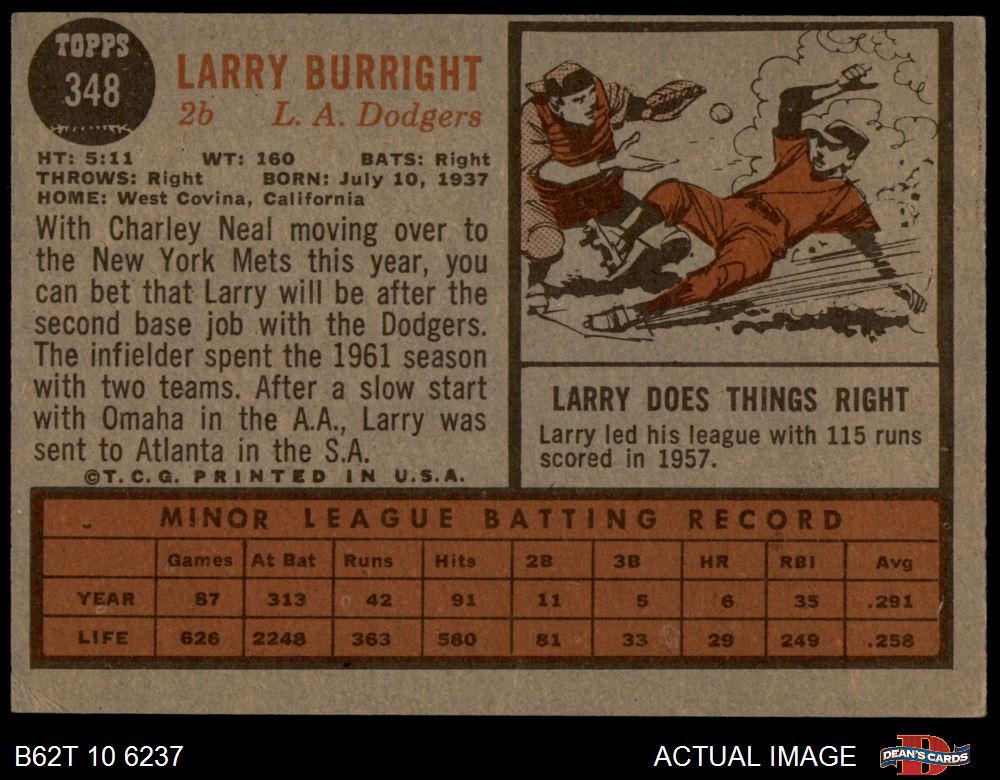 TOPPS
348
LARRY BURRIGHT
2b L. A. Dodgers
HT: 5:11 WT: 160 BATS: Right
THROWS: Right BORN: July 10, 1937
HOME: West Covina, California
With Charley Neal moving over to
the New York Mets this year, you
can bet that Larry will be after the
second base job with the Dodgers.
The infielder spent the 1961 season
with two teams. After a slow start
with Omaha in the A.A., Larry was
sent to Atlanta in the S.A.
©T.C.G. PRINTED IN U.S.A.
LARRY DOES THINGS RIGHT
Larry led his league with 115 runs
scored in 1957.
MINOR LEAGUE BATTING RECORD
Games At Bat Runs Hits 2B 3B HR RBI Avg
YEAR 87 313 42 91 11 5 6 35 .291
LIFE 626 2248 363 580 81 33 29 249 .258
B62T 10 6237 ACTUAL IMAGE DEAN'S CARDS